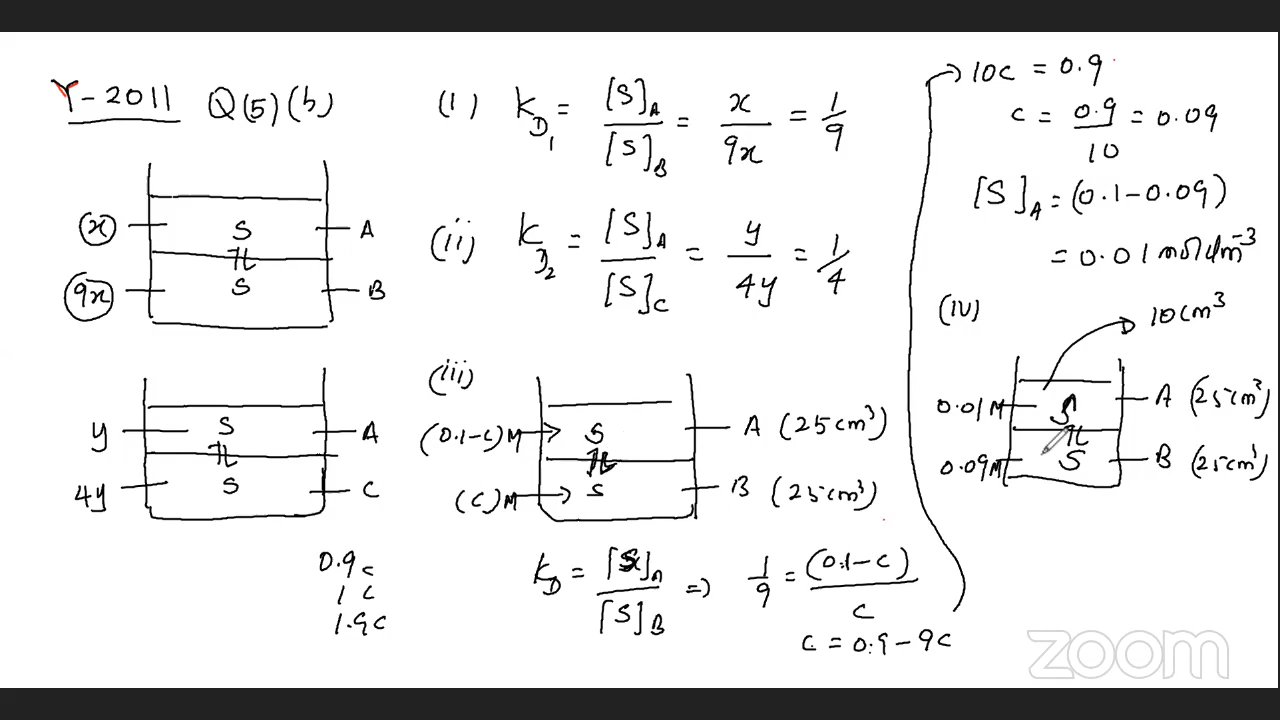 Y-2011 Q(5)(b)
x S A
9x S B
y S A
4y S C
0.9c
1 c
1.9c
(i) K_D1 = [S]_A / [S]_B = x / 9x = 1/9
(ii) K_D2 = [S]_A / [S]_C = y / 4y = 1/4
(iii)
(0.1-c)M S A (25cm³)
(c)M S B (25cm³)
K_D = [S]_A / [S]_B => 1/9 = (0.1-c) / c
c = 0.9-9c
10c = 0.9
c = 0.9 / 10 = 0.09
[S]_A = (0.1-0.09)
= 0.01 mol dm⁻³
(iv)
10cm³
0.01M S A (25cm³)
0.09M S B (25cm³)
zoom